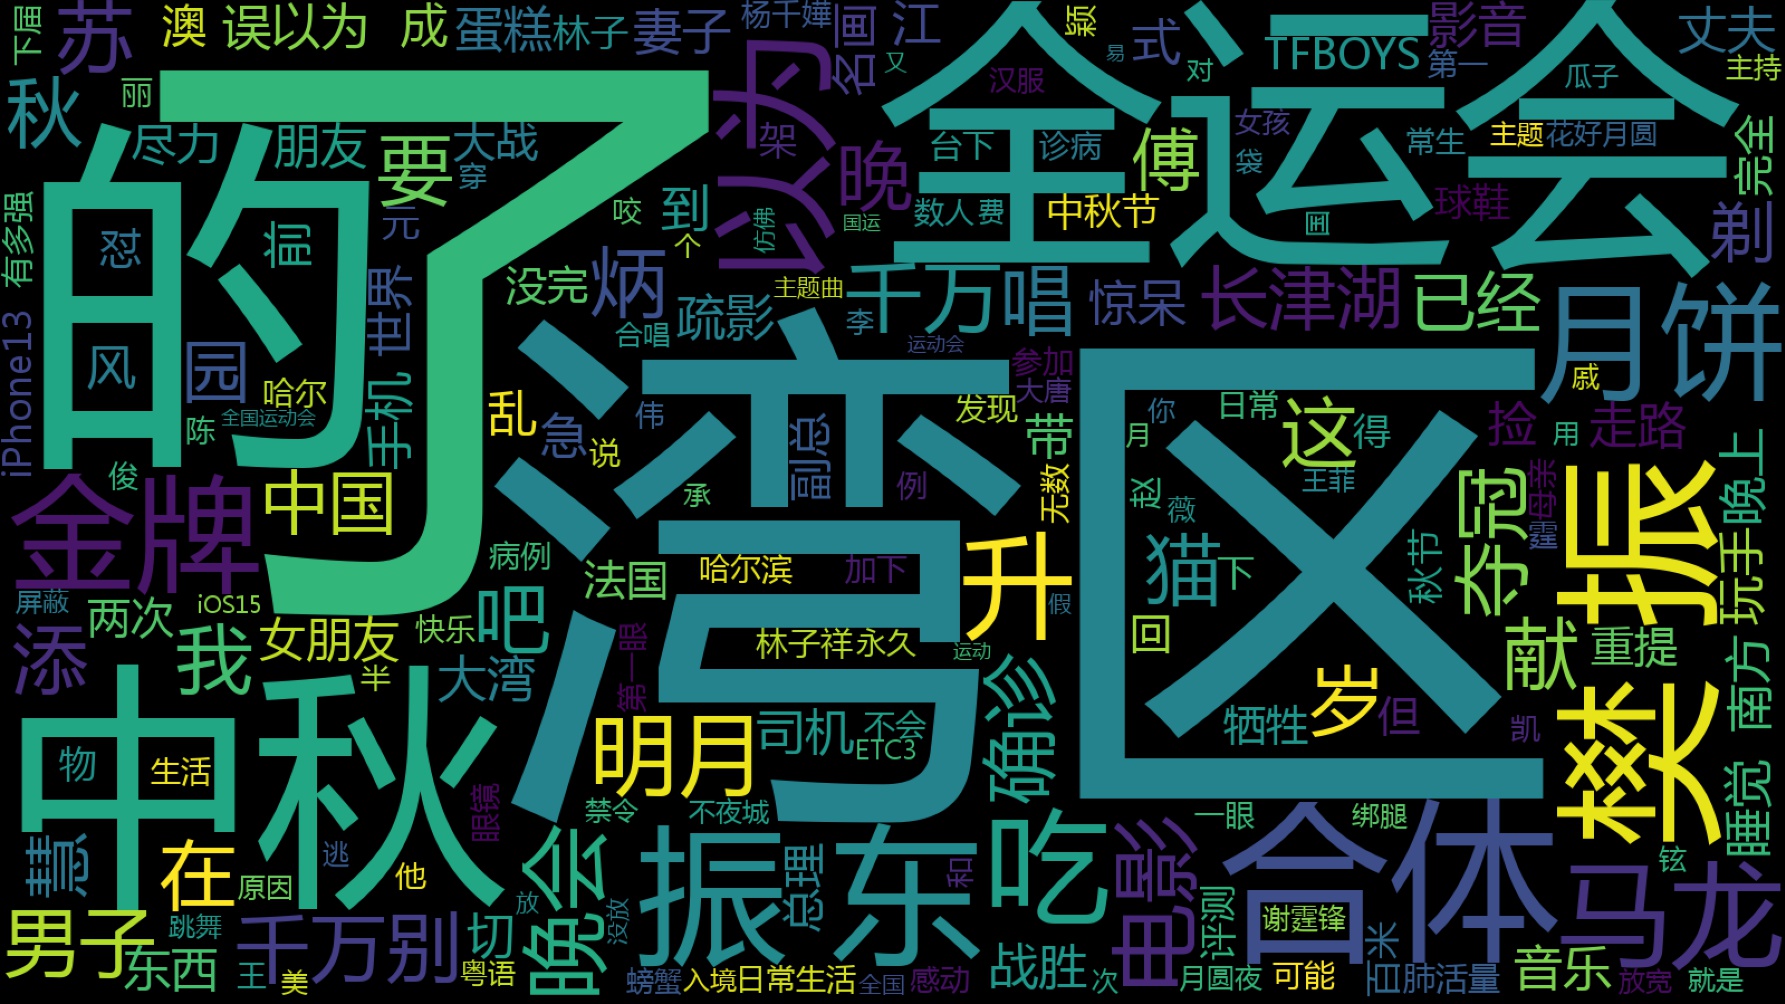 下届
苏
澳
误以为
成
蛋糕
林子
妻子
杨千嬅
名画
江
全运会
颖
式
易
又
对
TFBOYS
影音
第一
丈夫
主持
瓜子
秋
丽
了
的
尽力
朋友
要
大战
穿
以为
架
晚
汉服
台下
诊病
傅
女孩
袋
常生
主题
花好月圆
完全
有多强
怼
前
元
世界
咬
到
个
仿佛
国运
数人
费
中秋节
国
球鞋
剃
iPhone13
风
园
哈尔
手机
陈
全国运动会
没完
炳
疏影
合唱
主题曲
千万
李
唱
运动会
惊呆
长津湖
已经
月饼
参加
大唐
戚
俊
中国
乱
急
说
伟
湾区
副总
承
例
发现
带
无数
月
你
日常
这
得
王菲
捡
用
走路
赵
薇
金牌
病例
法国
哈尔滨
加下
升
假
猫
下
秋节
夺冠
母亲
霆
振
晚上
玩手
屏蔽
iOS15
两次
添
我
女朋友
半
快乐
吧
大湾
第一眼
林子祥
永久
运动
确诊
回
岁
但
牺牲
凯
献
重提
樊
南方
睡觉
中秋
物
生活
明月
司机
不会
ETC3
眼镜
禁令
不夜城
吃
一眼
绑腿
慧
在
原因
逃
他
晚会
放
没放
振东
总理
和
电影
评测
合体
谢霆锋
米
铉
马龙
男子
东西
跳舞
王
美
千万别
切
粤语
螃蟹
入境
日常生活
全国
感动
战胜
次
月圆夜
可能
肺活量
音乐
放宽
就是